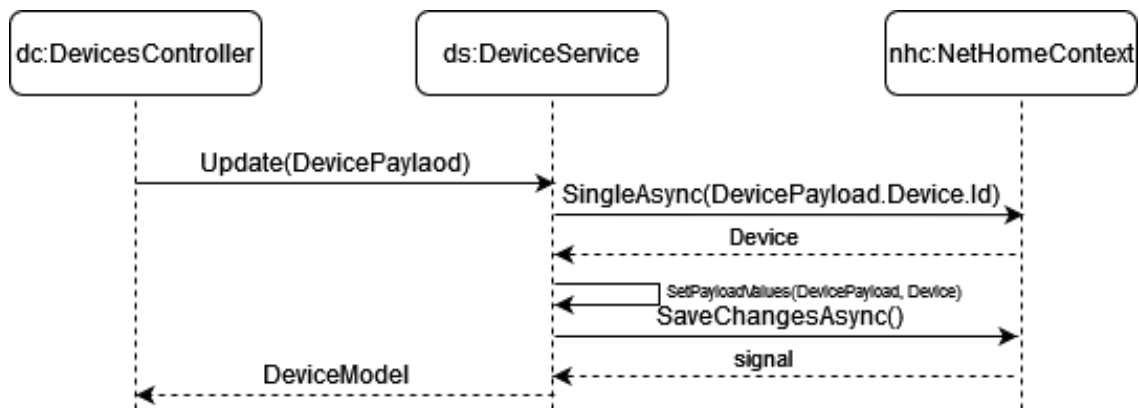 dc:DevicesController
ds:DeviceService
nhc:NetHomeContext
Update(DevicePaylaod)
SingleAsync(DevicePayload.Device.Id)
Device
SetPayloadValues(DevicePayload, Device)
SaveChangesAsync()
signal
DeviceModel